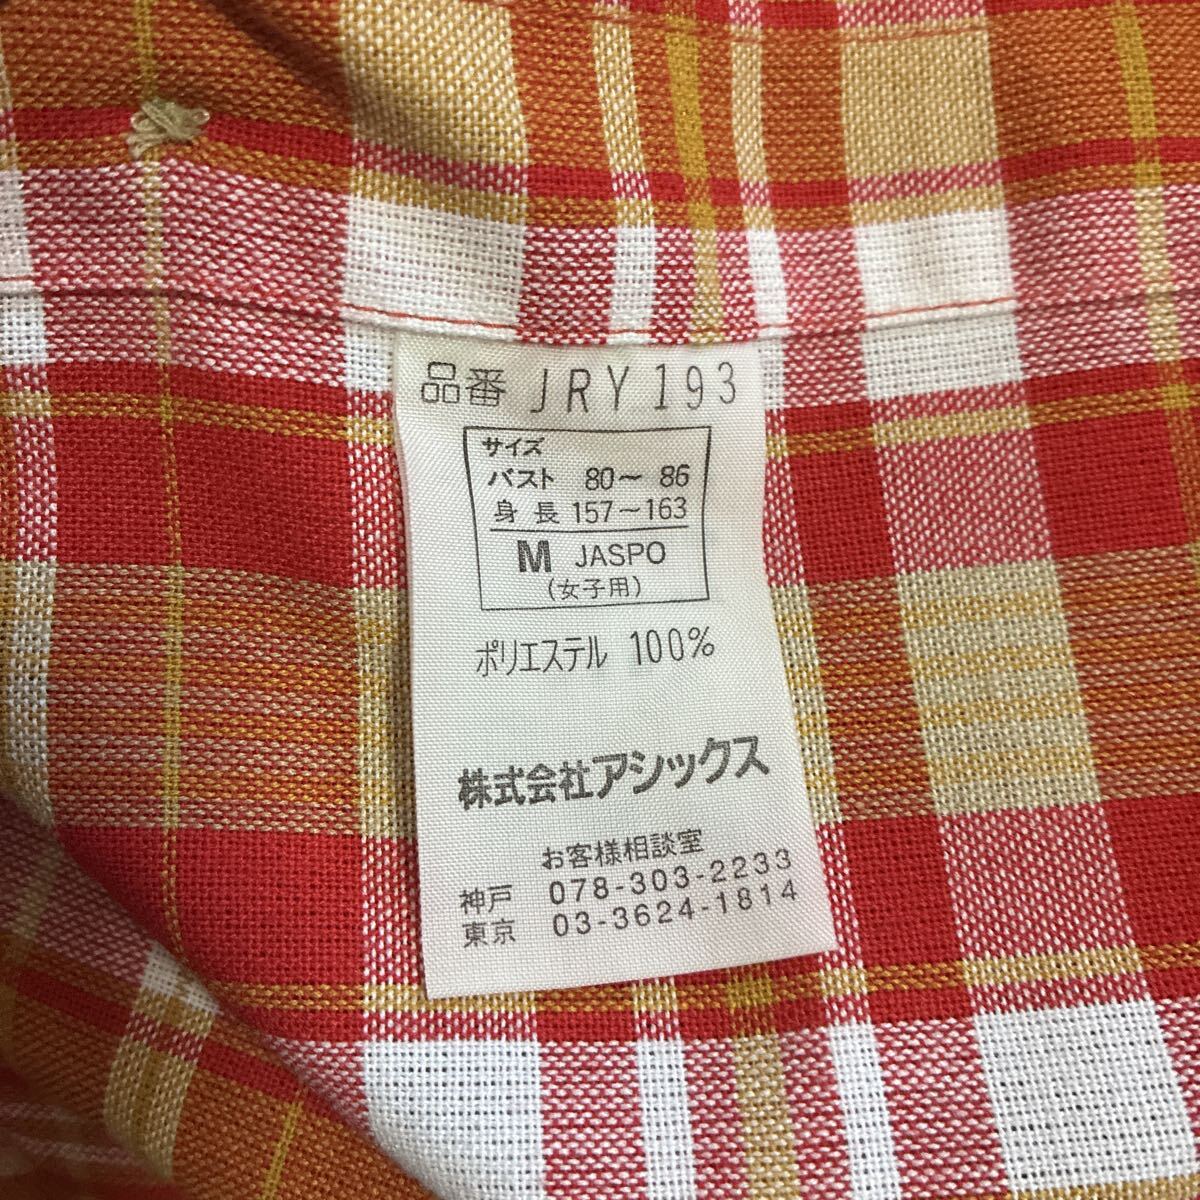 品番 JRY193
サイズ
バスト 80〜 86
身 長 157〜163
M JASPO
(女子用)
ポリエステル 100%
株式会社アシックス
お客様相談室
神戸 078-303-2233
東京 03-3624-1814